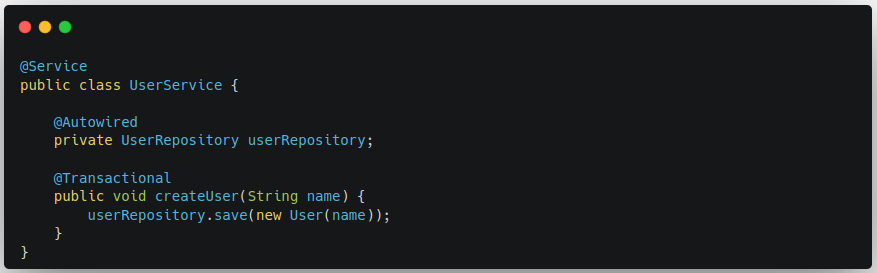 @Service
public class UserService {
    @Autowired
    private UserRepository userRepository;
    @Transactional
    public void createUser(String name) {
        userRepository.save(new User(name));
    }
}